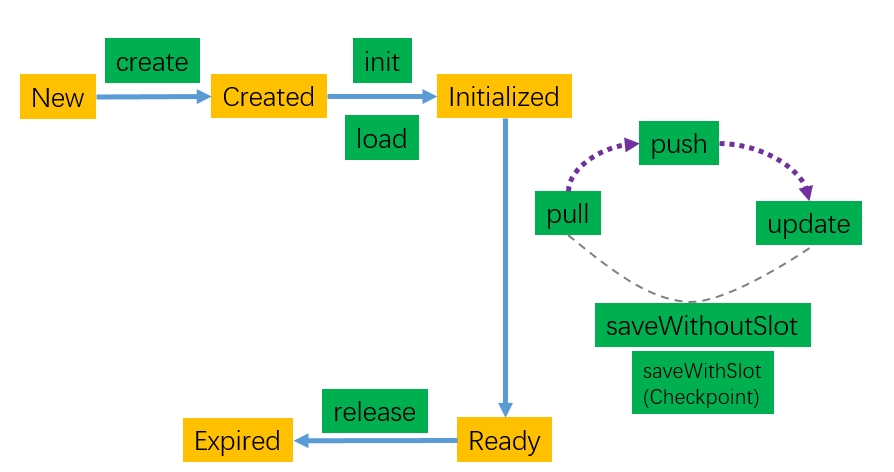 create
init
New
Created
Initialized
load
push
pull
update
saveWithoutSlot
saveWithSlot
(Checkpoint)
release
Expired
Ready